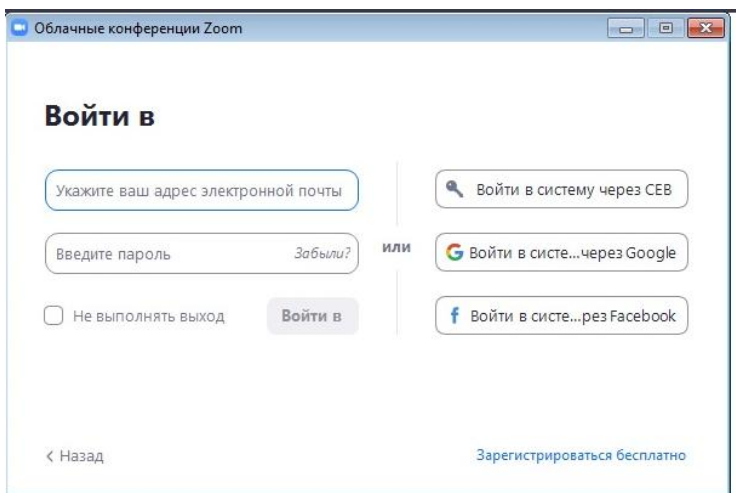 Облачные конференции Zoom
Войти в
Укажите ваш адрес электронной почты
Введите пароль Забыли?
Не выполнять выход Войти в
или
Войти в систему через СЕВ
Войти в систе...через Google
Войти в систе...рез Facebook
Назад
Зарегистрироваться бесплатно